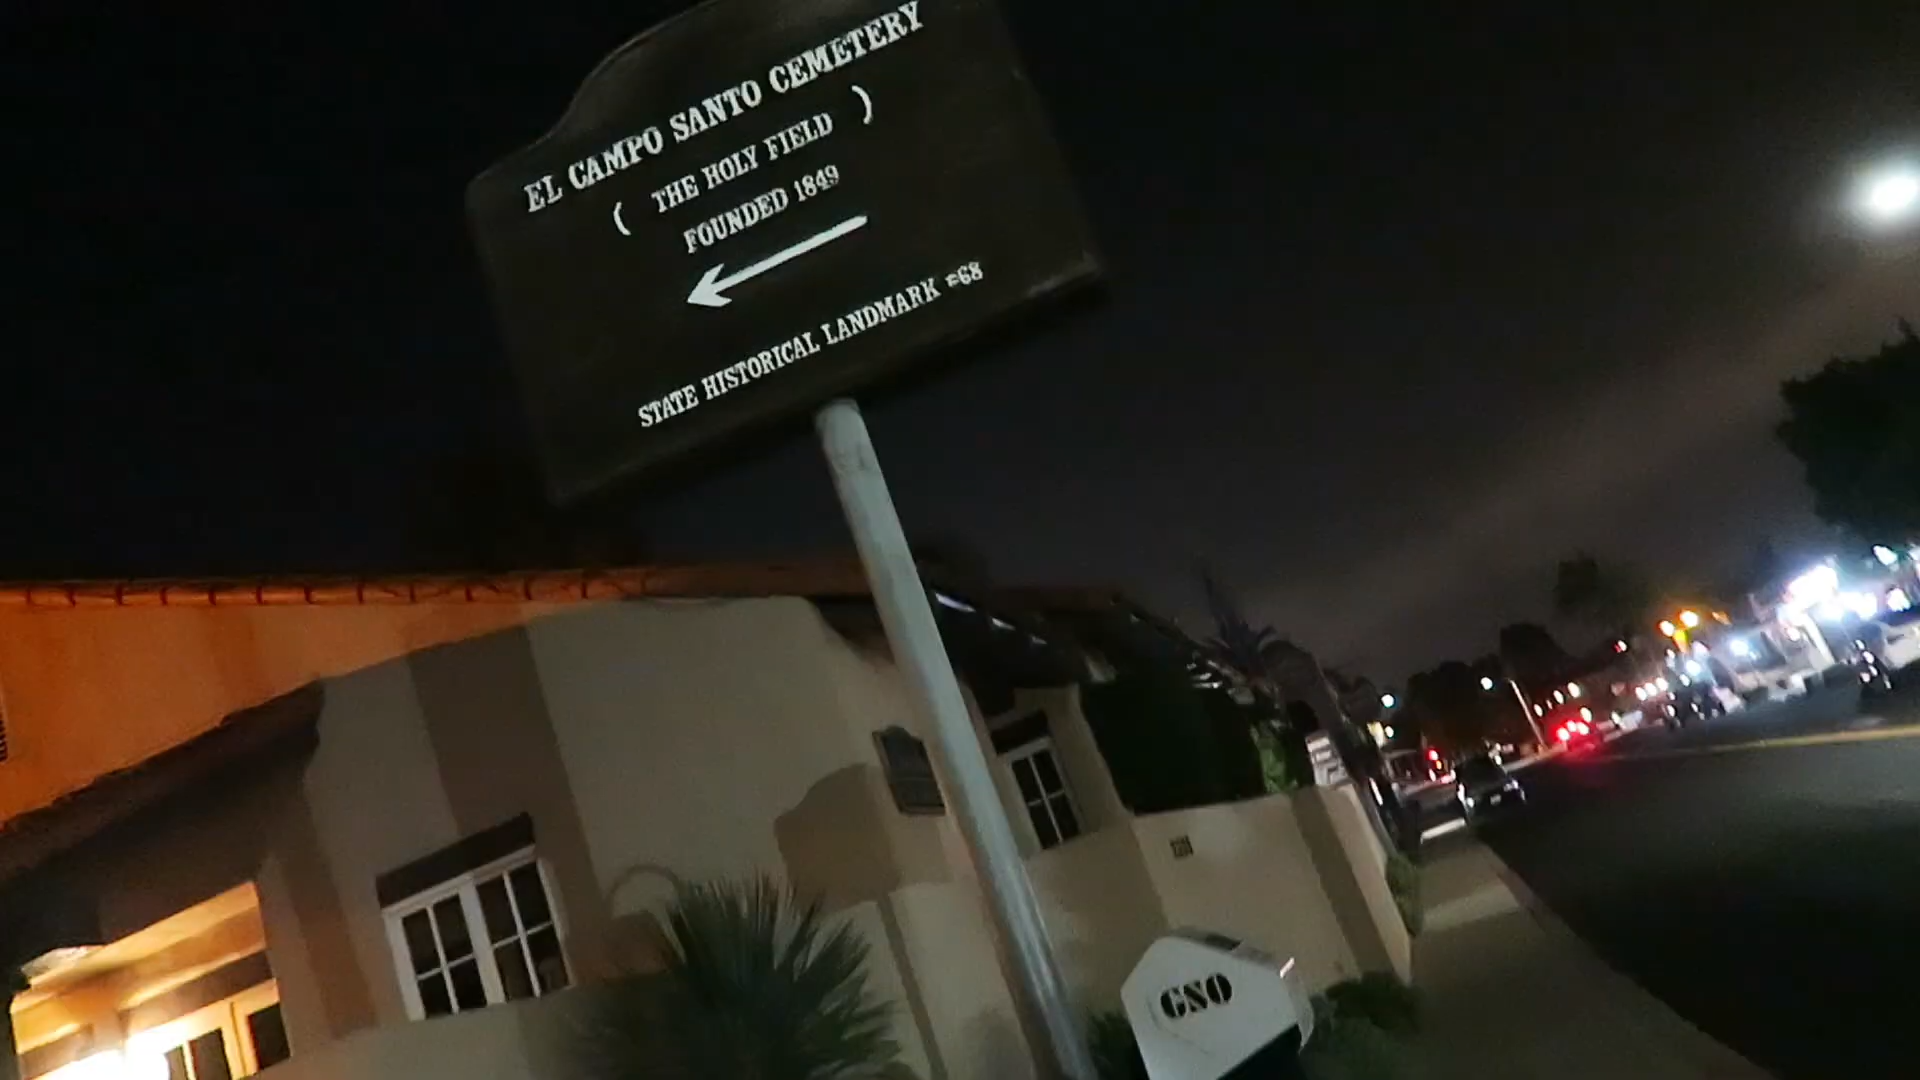 EL CAMPO SANTO CEMETERY
( THE HOLY FIELD )
FOUNDED 1849
STATE HISTORICAL LANDMARK #68
GNO